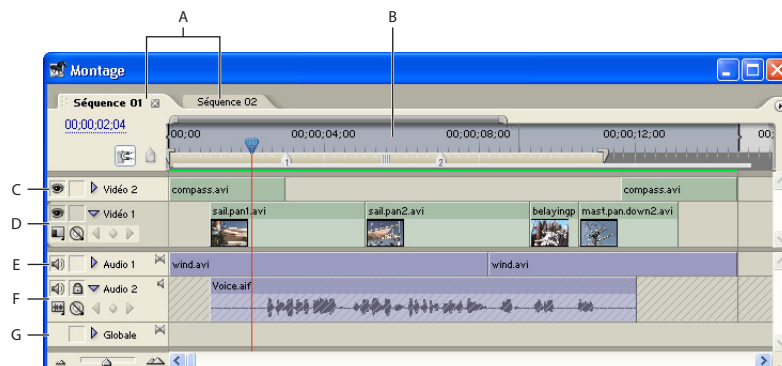 A B
Montage
Séquence 01 Séquence 02
00;00;02;04
00;00 00;00;04;00 00;00;08;00 00;00;12;00 00;
1 2
C Vidéo 2 compass.avi compass.avi
D Vidéo 1 sail.pan1.avi sail.pan2.avi belayingp mast.pan.down2.avi
E Audio 1 wind.avi wind.avi
F Audio 2 Voice.aif
G Globale